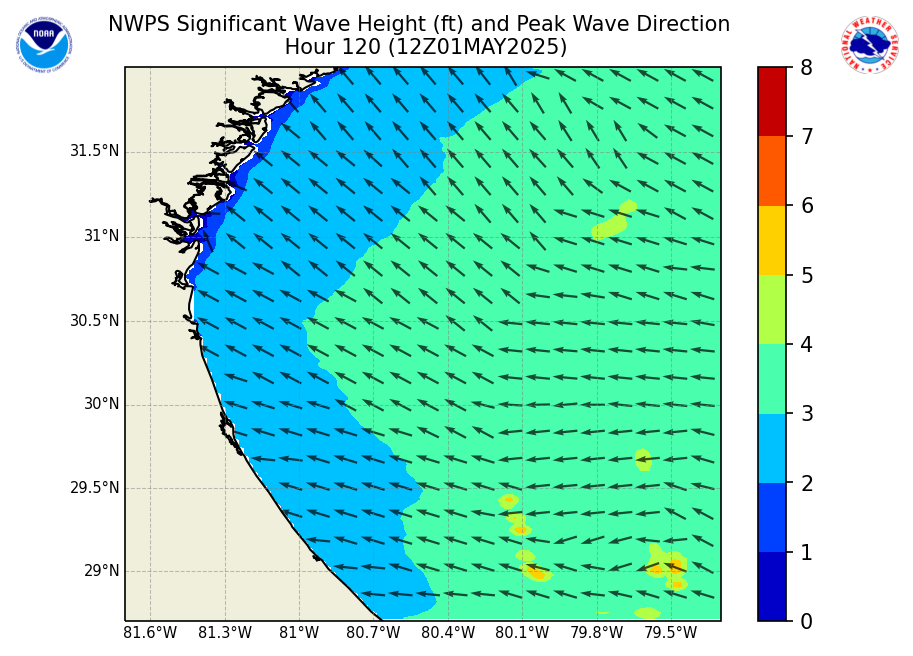 NWPS Significant Wave Height (ft) and Peak Wave Direction
Hour 120 (12Z01MAY2025)
NOAA
NATIONAL WEATHER SERVICE
31.5°N
31°N
30.5°N
30°N
29.5°N
29°N
81.6°W 81.3°W 81°W 80.7°W 80.4°W 80.1°W 79.8°W 79.5°W
8
7
6
5
4
3
2
1
0